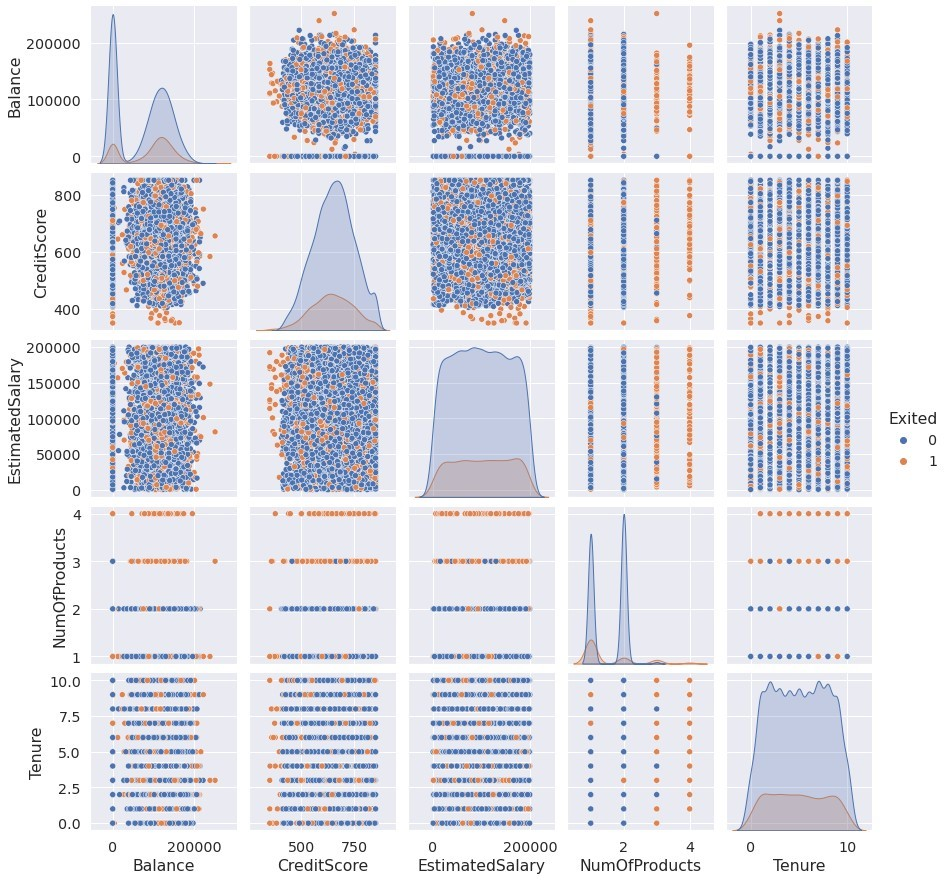 200000
100000
0
Balance
800
600
400
CreditScore
200000
150000
100000
50000
0
EstimatedSalary
4
3
2
1
NumOfProducts
10.0
7.5
5.0
2.5
0.0
Tenure
0 200000
Balance
500 750
CreditScore
0 200000
EstimatedSalary
2 4
NumOfProducts
0 10
Tenure
Exited
0
1